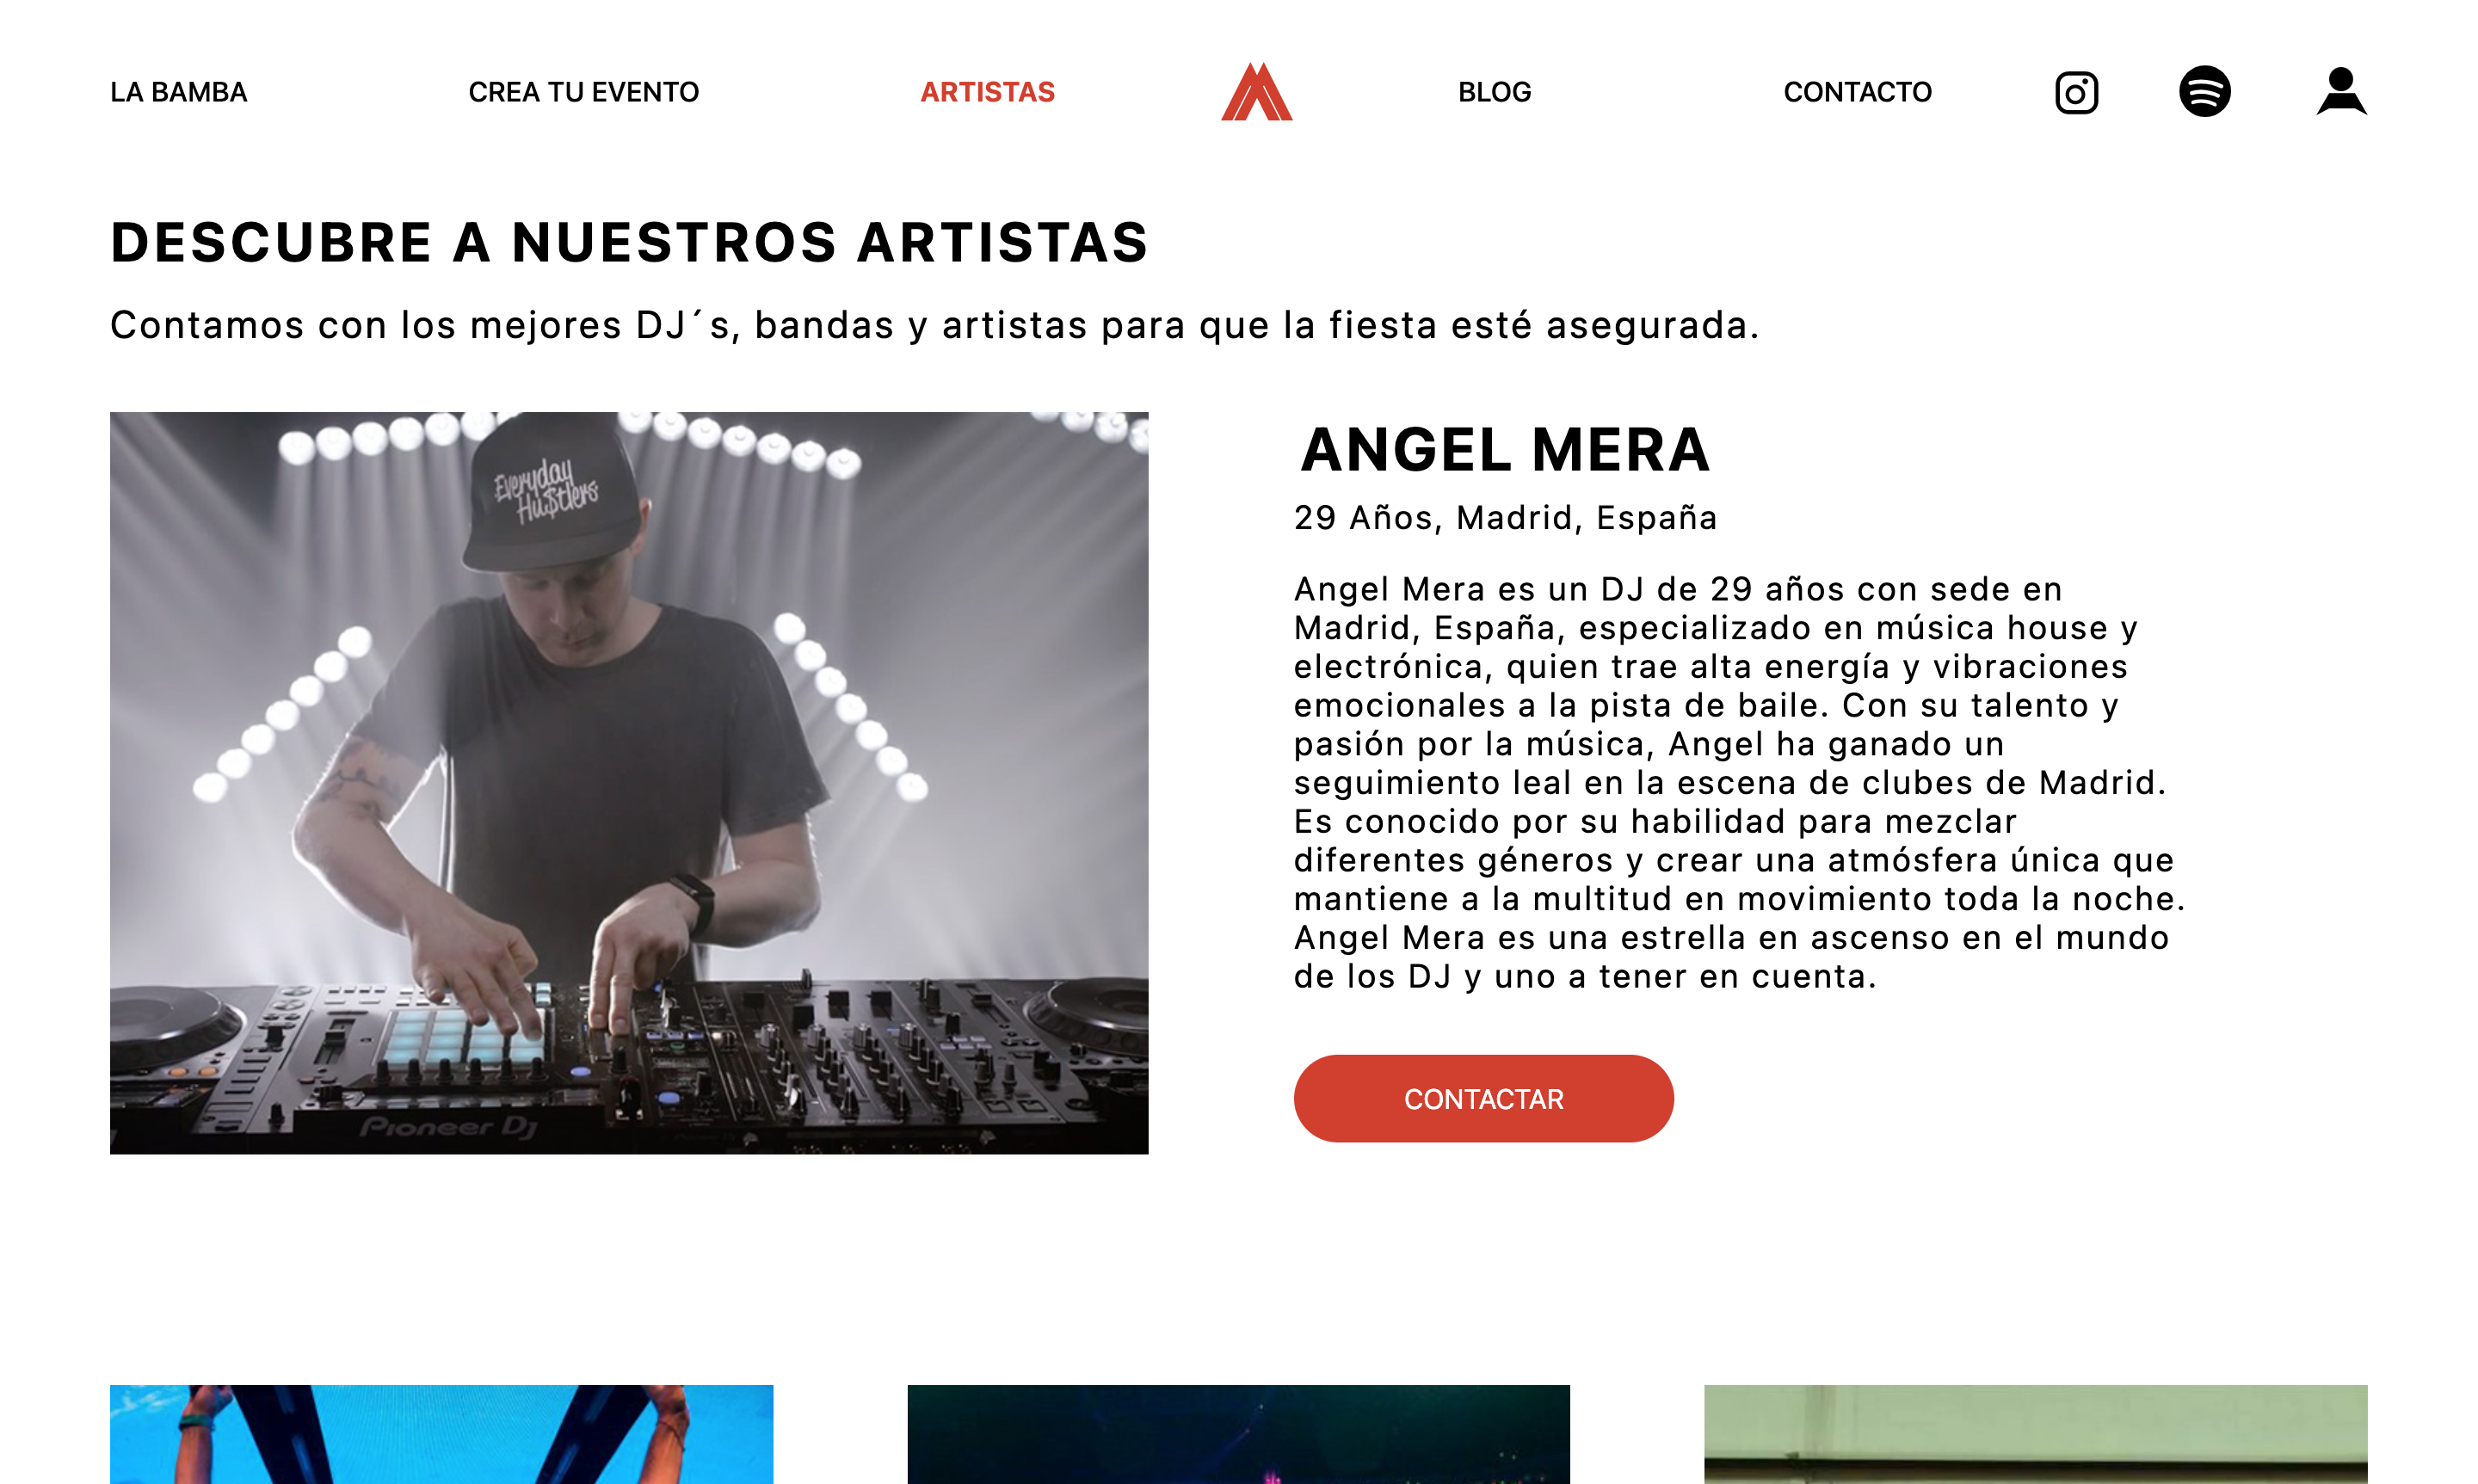 LA BAMBA
CREA TU EVENTO
ARTISTAS
BLOG
CONTACTO
DESCUBRE A NUESTROS ARTISTAS
Contamos con los mejores DJ´s, bandas y artistas para que la fiesta esté asegurada.
Everyday
Hu$tlers
Pioneer Dj
ANGEL MERA
29 Años, Madrid, España
Angel Mera es un DJ de 29 años con sede en
Madrid, España, especializado en música house y
electrónica, quien trae alta energía y vibraciones
emocionales a la pista de baile. Con su talento y
pasión por la música, Angel ha ganado un
seguimiento leal en la escena de clubes de Madrid.
Es conocido por su habilidad para mezclar
diferentes géneros y crear una atmósfera única que
mantiene a la multitud en movimiento toda la noche.
Angel Mera es una estrella en ascenso en el mundo
de los DJ y uno a tener en cuenta.
CONTACTAR